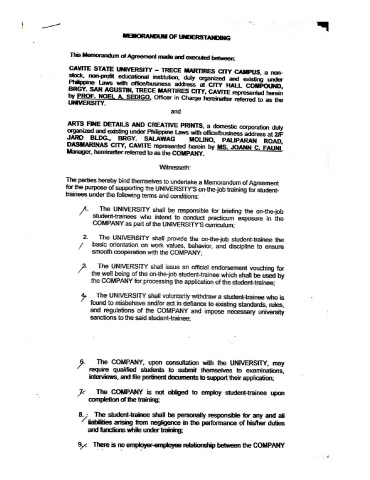 MEMORANDUM OF UNDERSTANDING
This Memorandum of Agreement made and executed between:
CAVITE STATE UNIVERSITY – TRECE MARTIRES CITY CAMPUS, a non-
stock, non-profit educational institution, duly organized and existing under
Philippine Laws with office/business address at CITY HALL COMPOUND,
BRGY. SAN AGUSTIN, TRECE MARTIRES CITY, CAVITE represented herein
by PROF. NOEL A. SEDIGO, Officer in Charge hereinafter referred to as the
UNIVERSITY.
and
ARTS FINE DETAILS AND CREATIVE PRINTS, a domestic corporation duly
organized and existing under Philippine Laws with office/business address at 2/F
JARD BLDG., BRGY. SALAWAG MOLINO, PALIPARAN ROAD,
DASMARINAS CITY, CAVITE represented herein by MS. JOANN C. FAUNI,
Manager, hereinafter referred to as the COMPANY.
Witnesseth:
The parties hereby bind themselves to undertake a Memorandum of Agreement
for the purpose of supporting the UNIVERSITY'S on-the-job training for student-
trainees under the following terms and conditions:
1. The UNIVERSITY shall be responsible for briefing the on-the-job
student-trainees who intend to conduct practicum exposure in the
COMPANY as part of the UNIVERSITY'S curriculum;
2. The UNIVERSITY shall provide the on-the-job student-trainee the
basic orientation on work values, behavior, and discipline to ensure
smooth cooperation with the COMPANY;
3. The UNIVERSITY shall issue an official endorsement vouching for
the well being of the on-the-job student-trainee which shall be used by
the COMPANY for processing the application of the student-trainee;
4. The UNIVERSITY shall voluntarily withdraw a student-trainee who is
found to misbehave and/or act in defiance to existing standards, rules,
and regulations of the COMPANY and impose necessary university
sanctions to the said student-trainee;
6. The COMPANY, upon consultation with the UNIVERSITY, may
require qualified students to submit themselves to examinations,
interviews, and file pertinent documents to support their application;
7. The COMPANY is not obliged to employ student-trainee upon
completion of the training;
8. The student-trainee shall be personally responsible for any and all
liabilities arising from negligence in the performance of his/her duties
and functions while under training;
9. There is no employer-employee relationship between the COMPANY